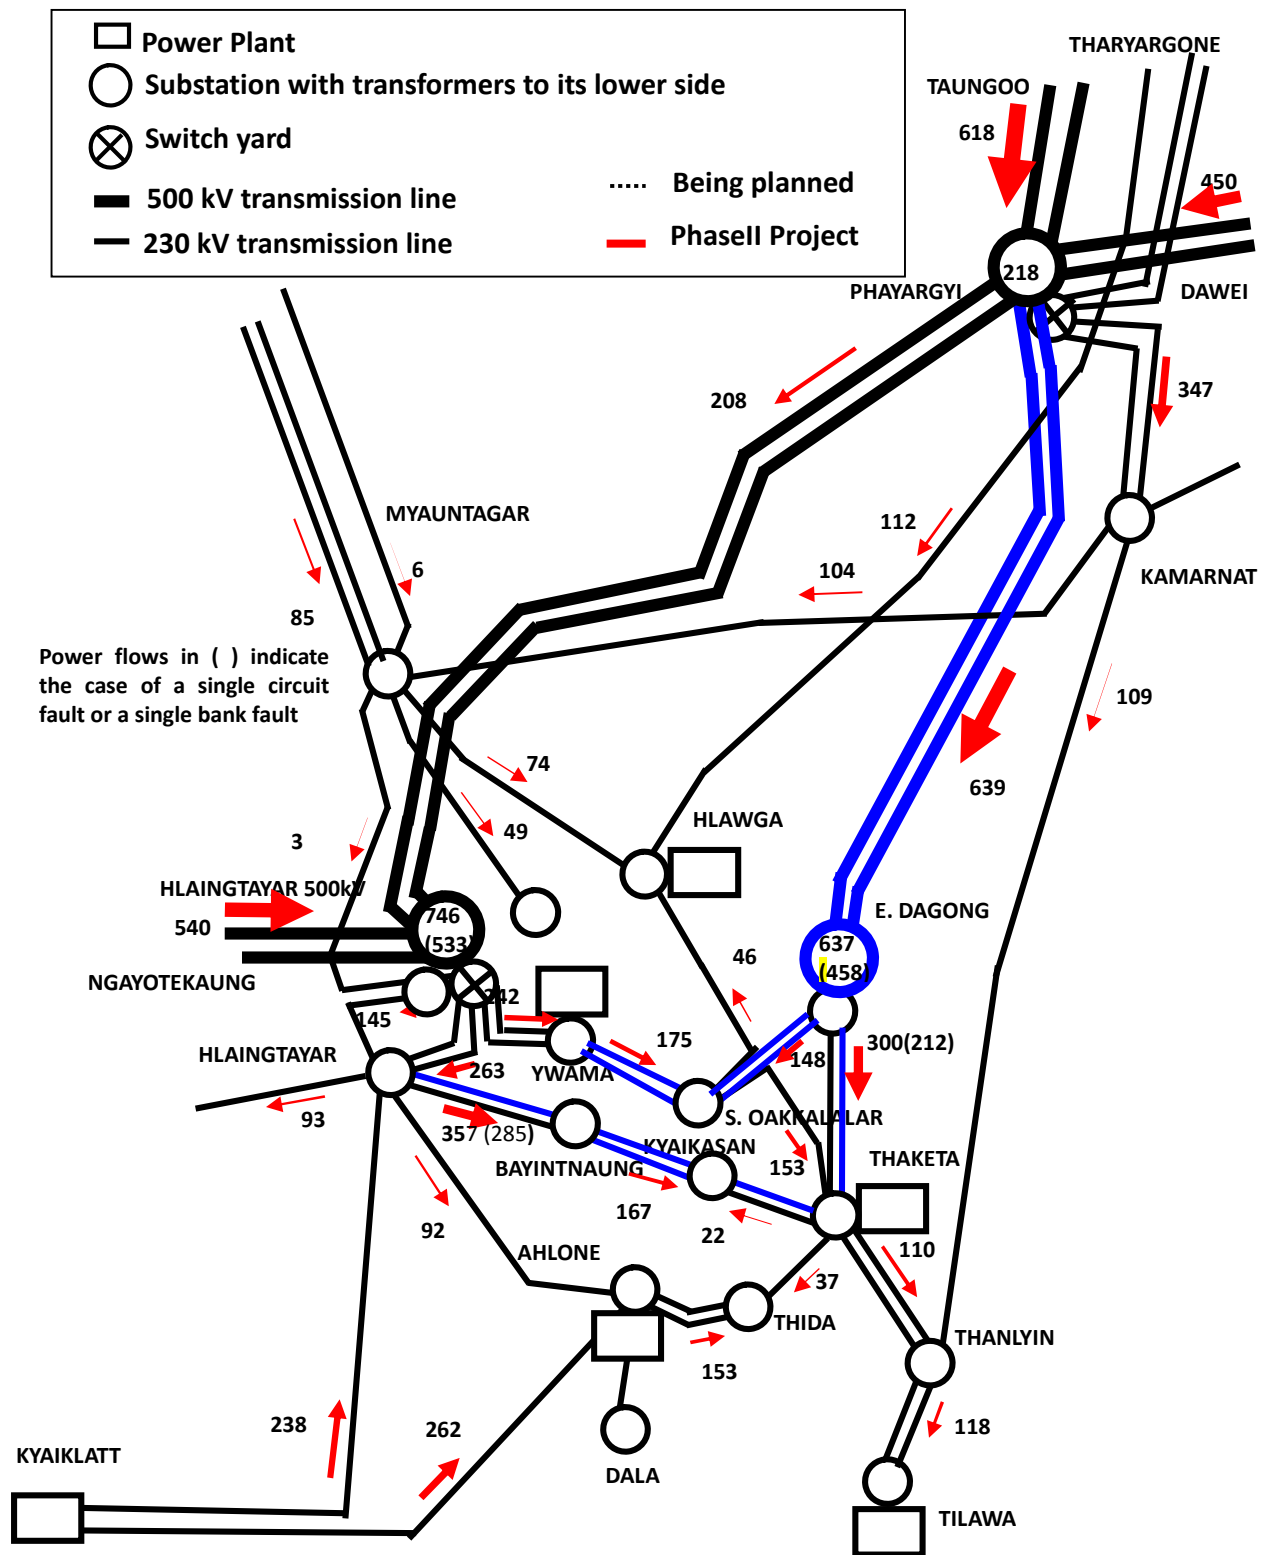 Power Plant
Substation with transformers to its lower side
Switch yard
500 kV transmission line
230 kV transmission line
..... Being planned
PhaseII Project
THARYARGONE
TAUNGOO
618
450
218
PHAYARGYI
DAWEI
208
347
MYAUNTAGAR
6
112
104
KAMARNAT
85
Power flows in ( ) indicate
the case of a single circuit
fault or a single bank fault
109
74
639
49
HLAWGA
3
HLAINGTAYAR 500kV
540
746
(533)
E. DAGONG
637
(458)
46
NGAYOTEKAUNG
242
145
HLAINGTAYAR
263
YWAMA
175
148
300(212)
93
357 (285)
S. OAKKALALAR
KYAIKASAN
BAYINTNAUNG
153
THAKETA
167
22
92
110
AHLONE
37
THIDA
THANLYIN
153
238
262
118
KYAIKLATT
DALA
TILAWA